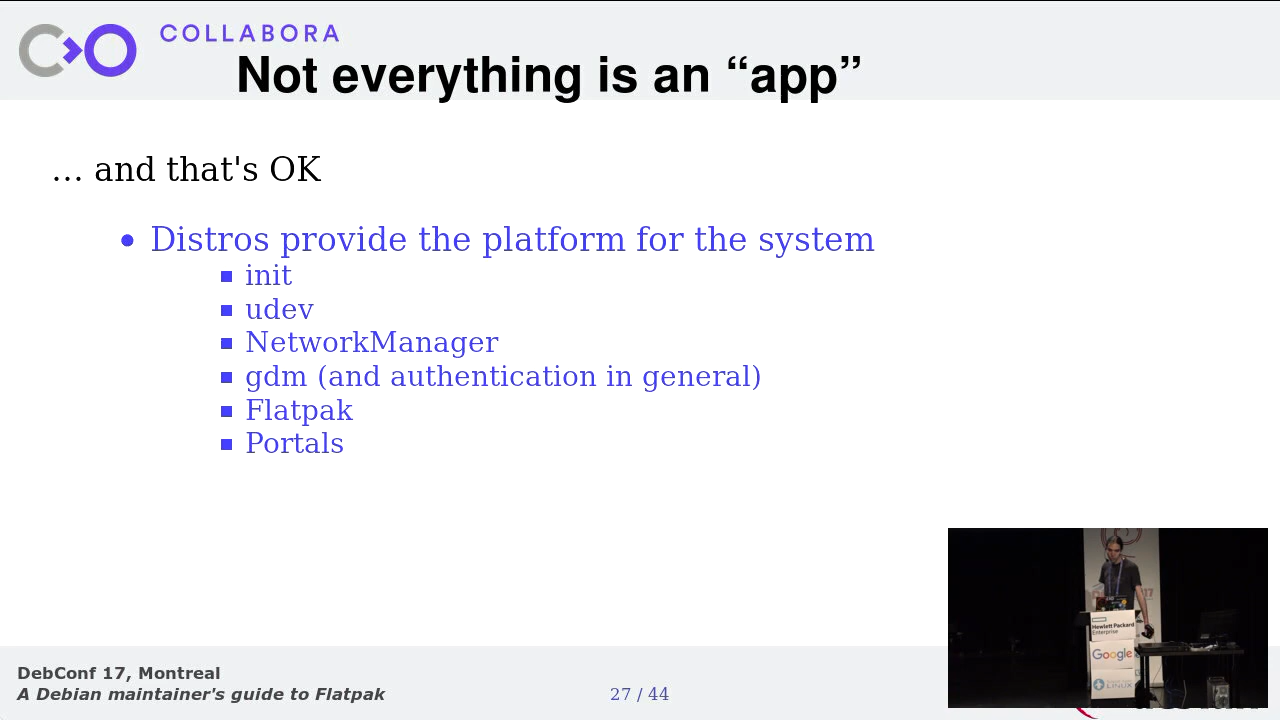 COLLABORA
Not everything is an “app”
... and that's OK
Distros provide the platform for the system
init
udev
NetworkManager
gdm (and authentication in general)
Flatpak
Portals
Hewlett Packard
Enterprise
Google
LINUX
DebConf 17, Montreal
A Debian maintainer's guide to Flatpak
27 / 44